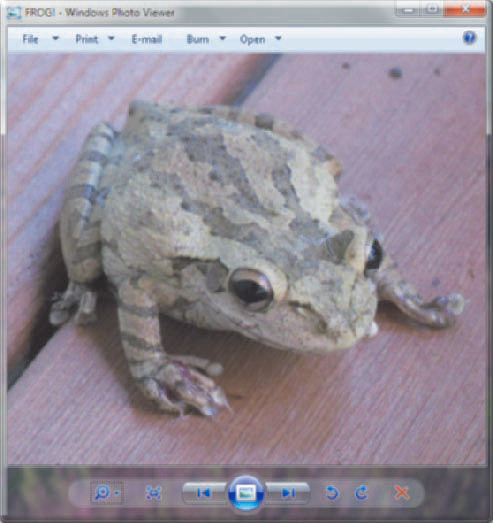 FROG! - Windows Photo Viewer
File Print E-mail Burn Open